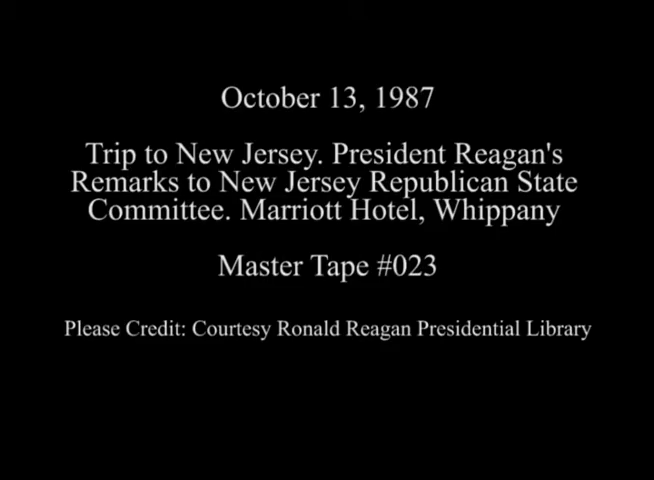 October 13, 1987
Trip to New Jersey. President Reagan's
Remarks to New Jersey Republican State
Committee. Marriott Hotel, Whippany
Master Tape #023
Please Credit: Courtesy Ronald Reagan Presidential Library